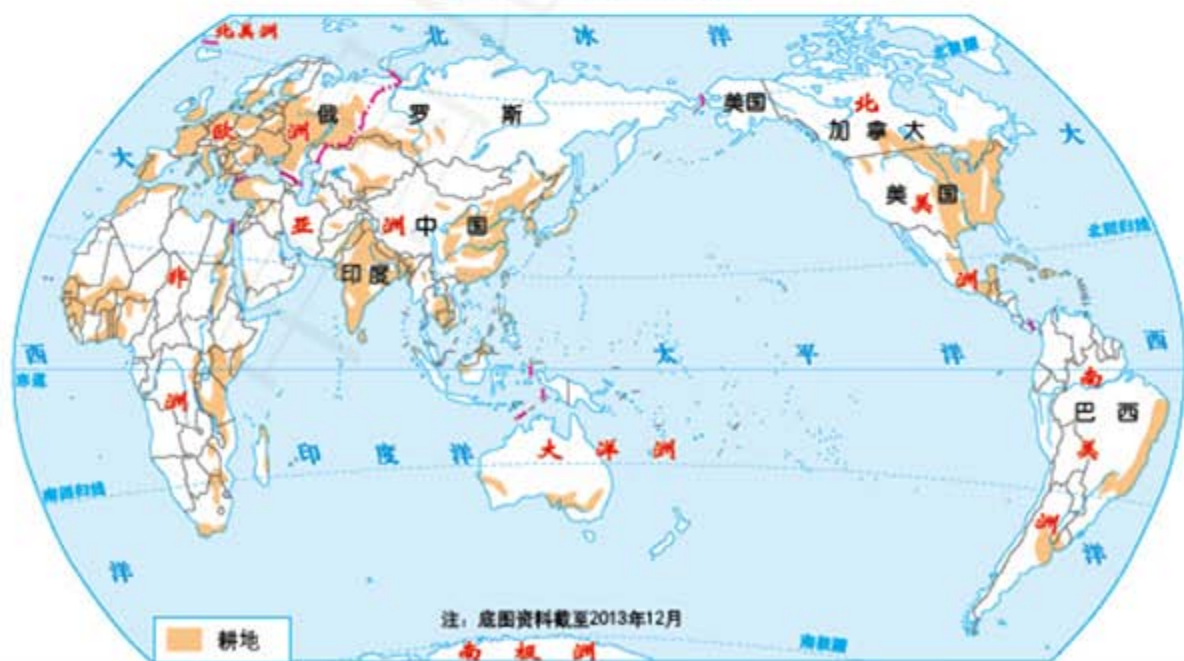 北美洲
北冰洋
北极圈
俄罗斯
美国
北
加拿大
欧洲
大
大
美国
美
亚洲
中国
北回归线
非
印度
洲
西
太平洋
西
赤道
南
洲
巴西
印度洋
大洋洲
美
南回归线
洲
洋
洋
注：底图资料截至2013年12月
耕地
南极洲
南极圈